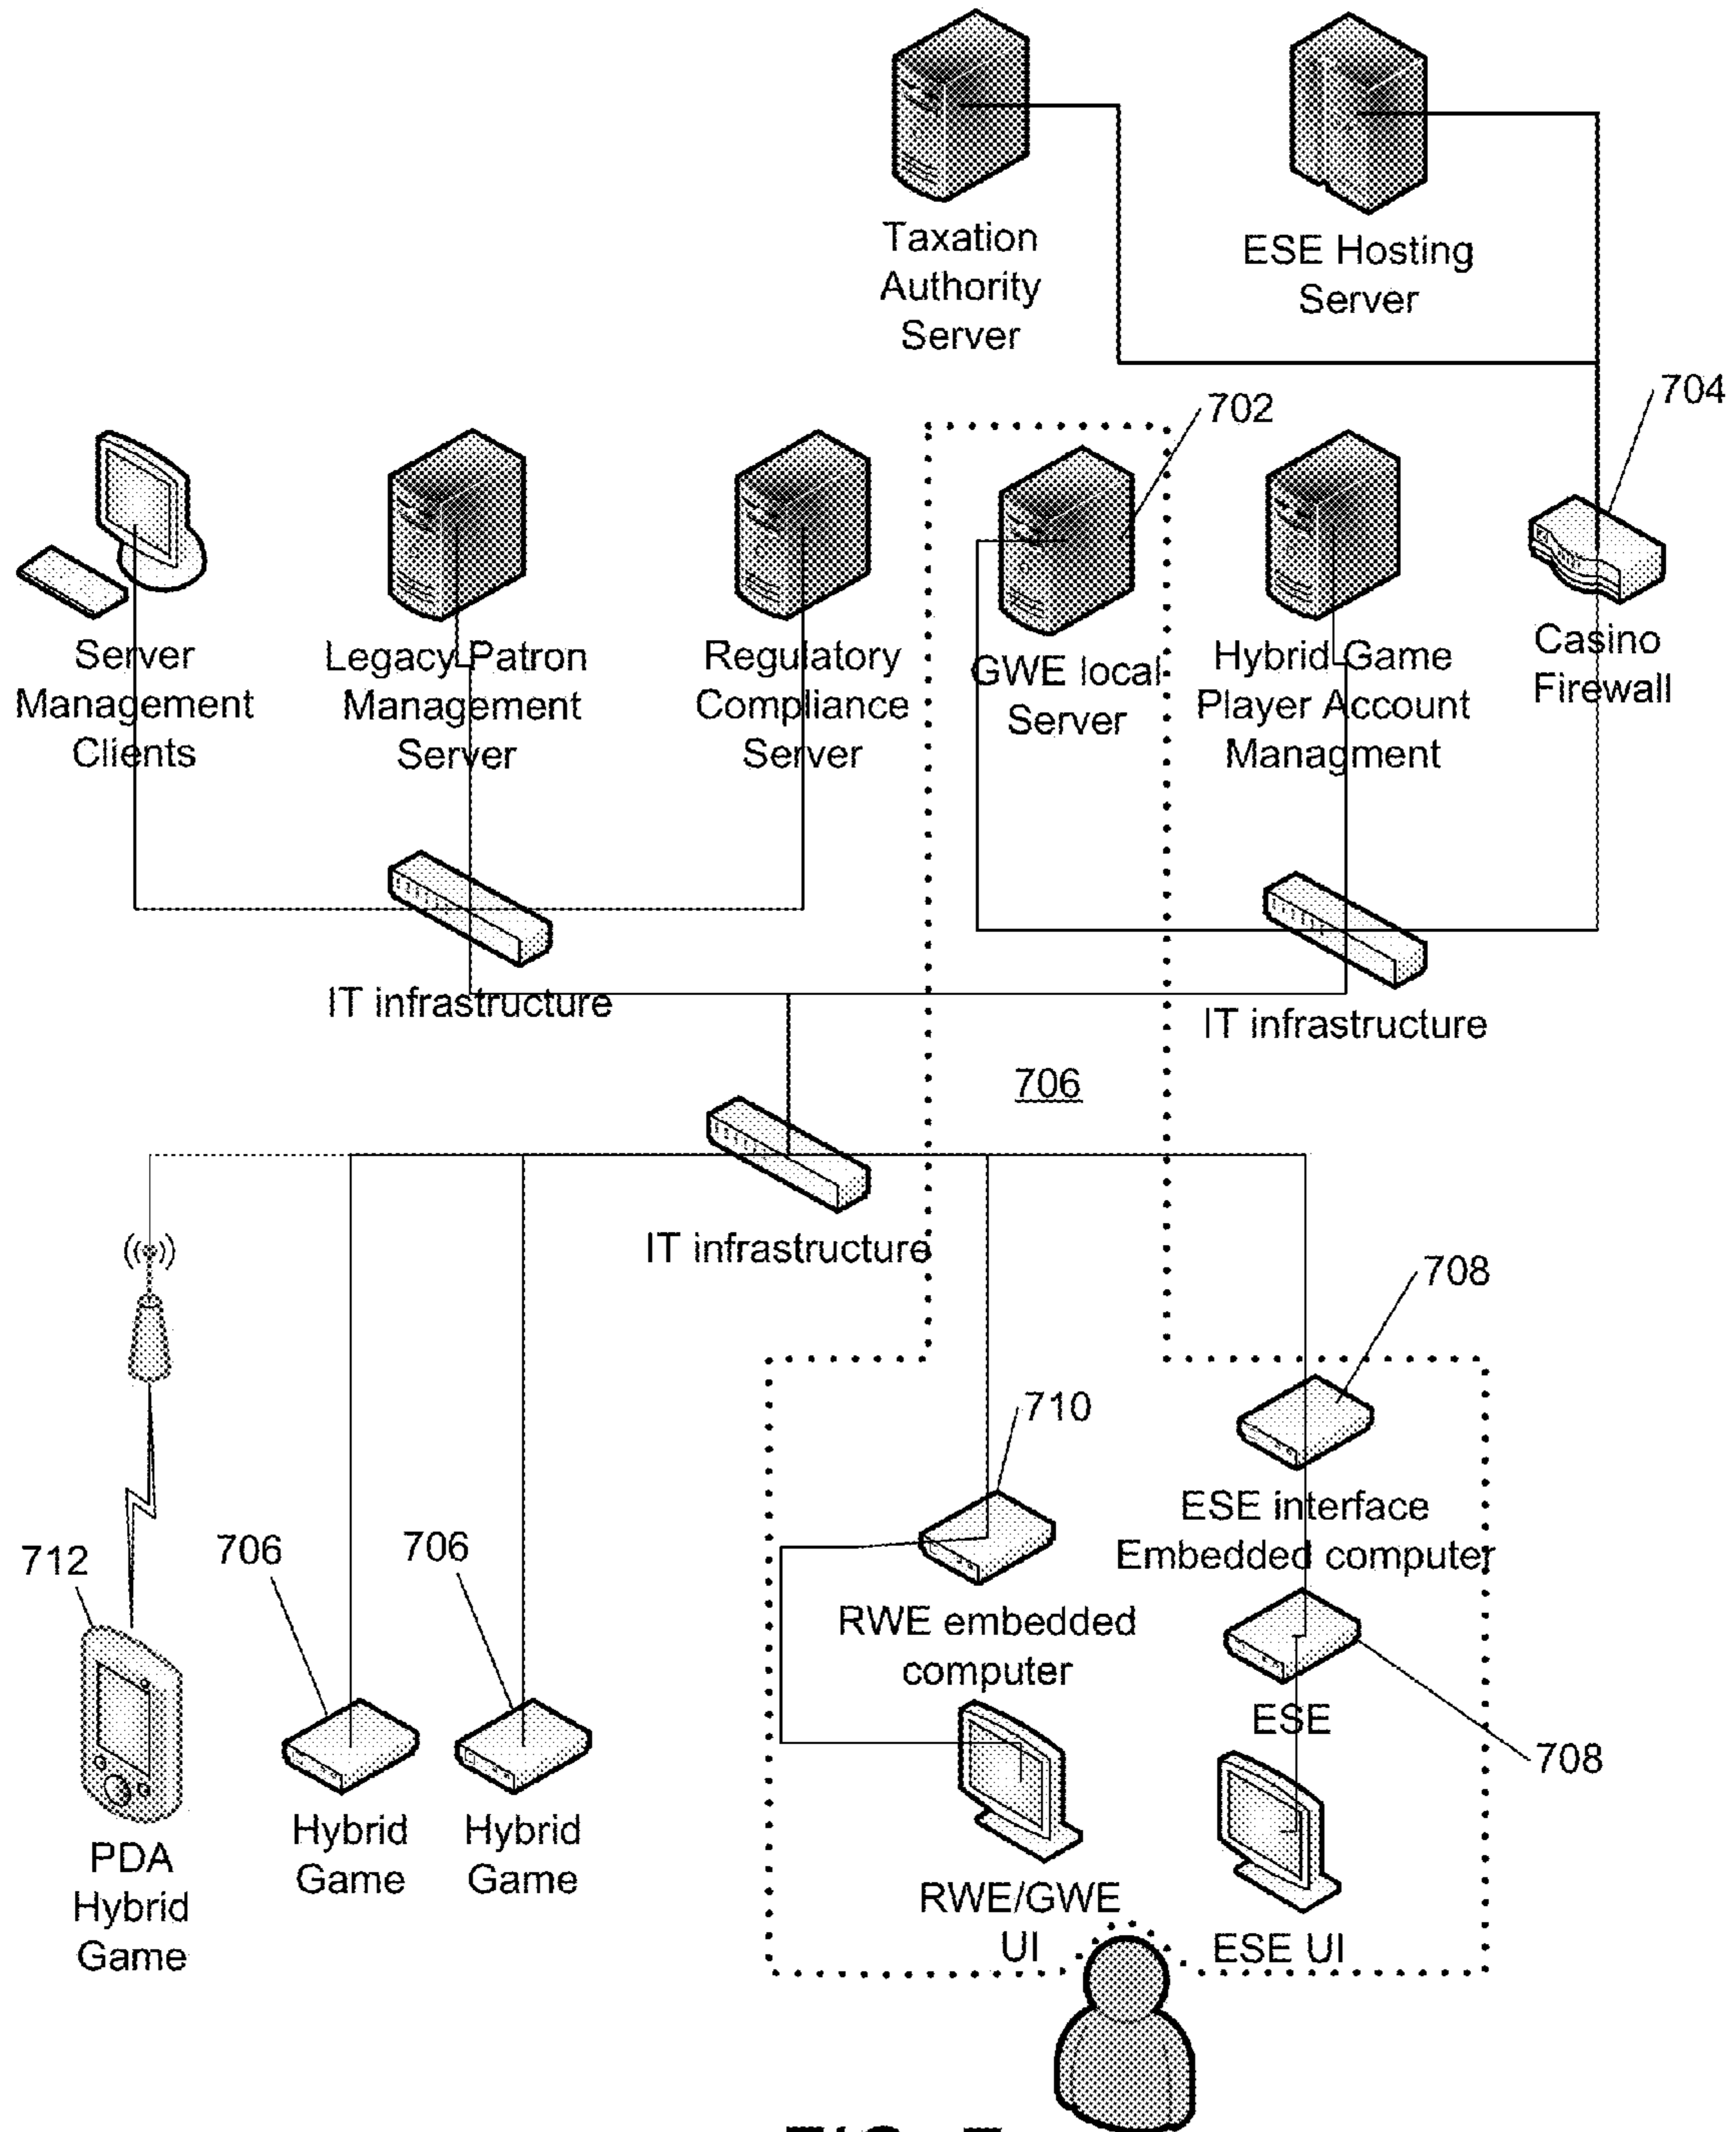 Taxation
Authority
Server
ESE Hosting
Server
704
702
Server
Management
Clients
Legacy Patron
Management
Server
Regulatory
Compliance
Server
GWE local
Server
Hybrid Game
Player Account
Managment
Casino
Firewall
IT infrastructure
IT infrastructure
706
IT infrastructure
708
710
ESE interface
Embedded computer
712
706
706
RWE embedded
computer
ESE
708
Hybrid
Game
Hybrid
Game
PDA
Hybrid
Game
RWE/GWE
UI
ESE UI